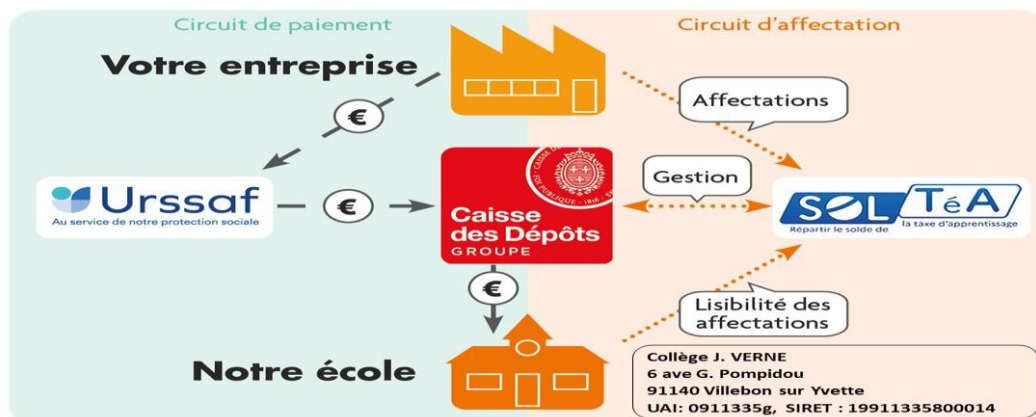 Circuit de paiement
Circuit d'affectation
Votre entreprise
€
Affectations
Urssaf
Au service de notre protection sociale
€
Caisse
des Dépôts
GROUPE
Gestion
SOLTéA
Répartir le solde de la taxe d'apprentissage
€
Lisibilité des
affectations
Notre école
Collège J. VERNE
6 ave G. Pompidou
91140 Villebon sur Yvette
UAI: 0911335g, SIRET : 19911335800014